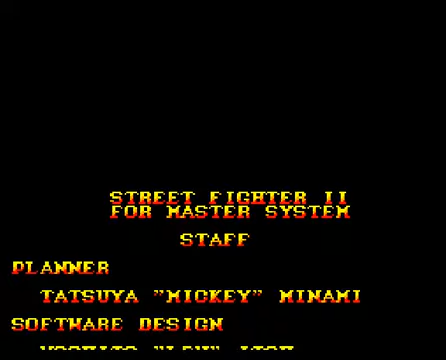 STREET FIGHTER II
FOR MASTER SYSTEM
STAFF
PLANNER
TATSUYA "MICKEY" MINAMI
SOFTWARE DESIGN